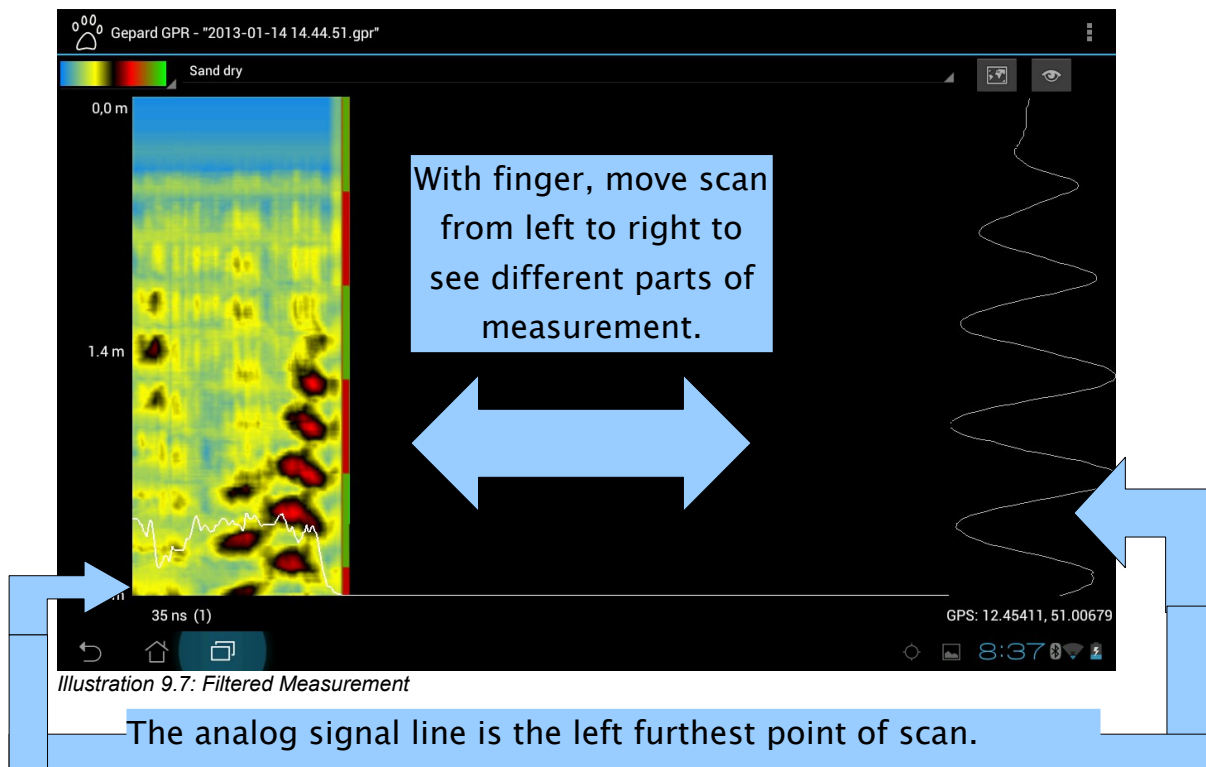 Gepard GPR - "2013-01-14 14.44.51.gpr"
Sand dry
0,0 m
With finger, move scan
from left to right to
see different parts of
measurement.
1.4 m
m
35 ns (1)
GPS: 12.45411, 51.00679
8:37
Illustration 9.7: Filtered Measurement
The analog signal line is the left furthest point of scan.